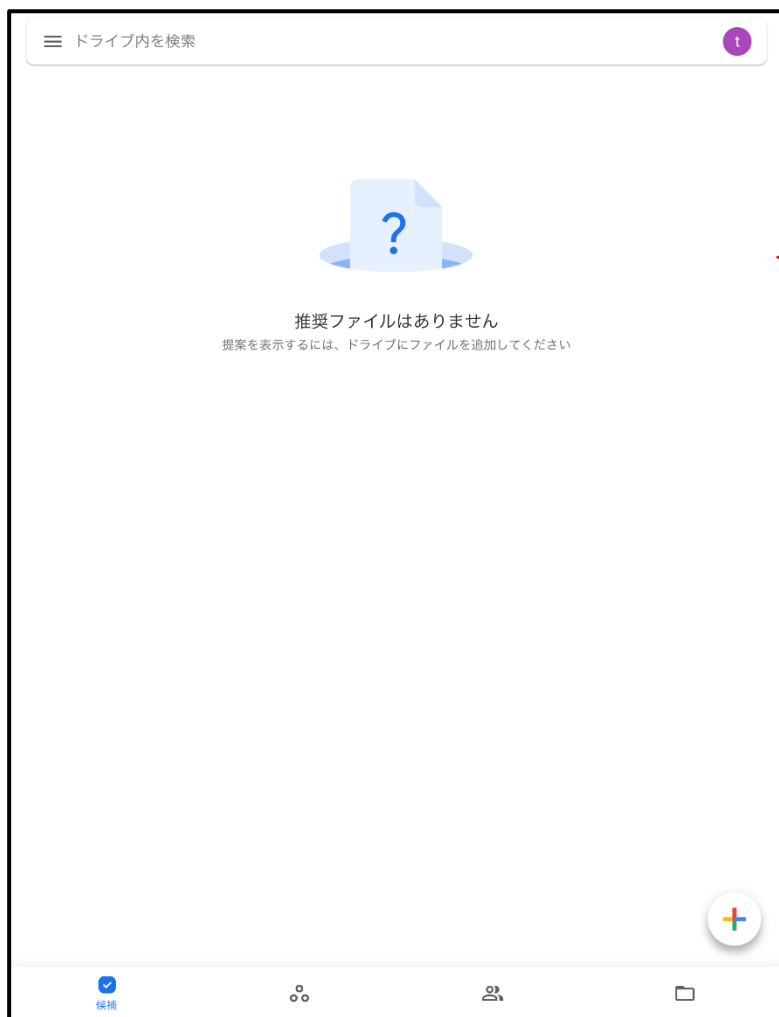 ドライブ内を検索
t
?
推奨ファイルはありません
提案を表示するには、ドライブにファイルを追加してください
候補